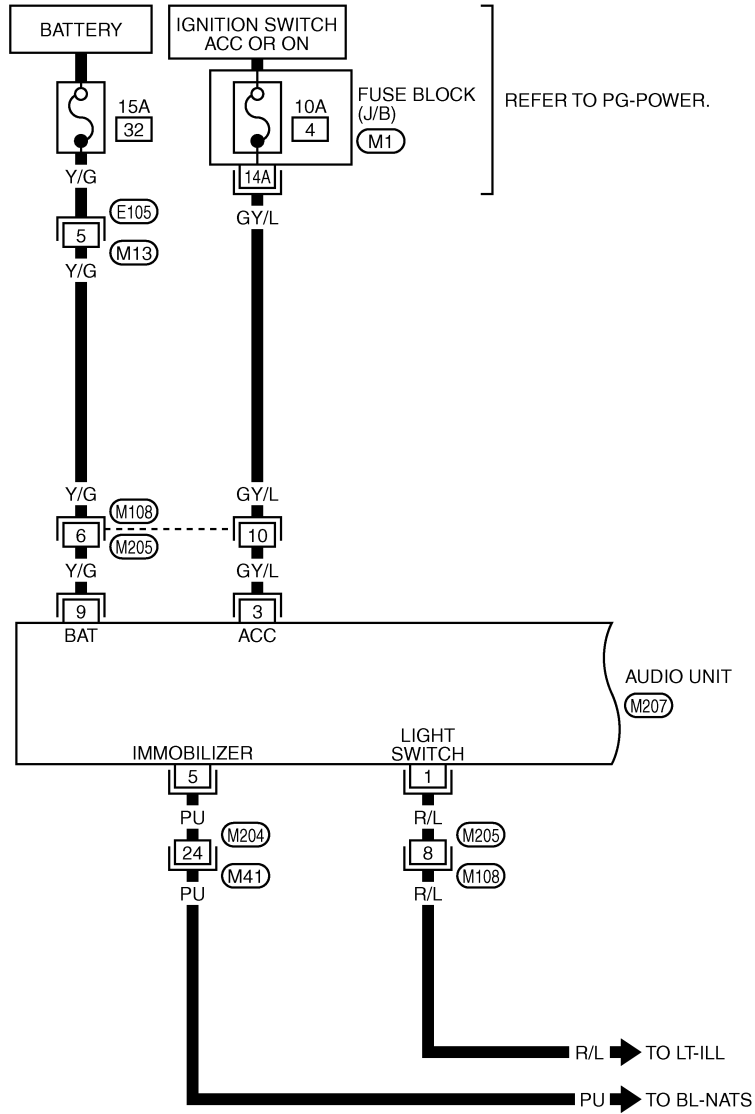 BATTERY
IGNITION SWITCH
ACC OR ON
15A
32
10A
4
FUSE BLOCK
(J/B)
M1
REFER TO PG-POWER.
Y/G
14A
GY/L
E105
5
M13
Y/G
Y/G
GY/L
M108
6
10
M205
Y/G
GY/L
9
3
BAT
ACC
AUDIO UNIT
M207
IMMOBILIZER
LIGHT
SWITCH
5
1
PU
R/L
M204
M205
24
8
M41
M108
PU
R/L
R/L
TO LT-ILL
PU
TO BL-NATS